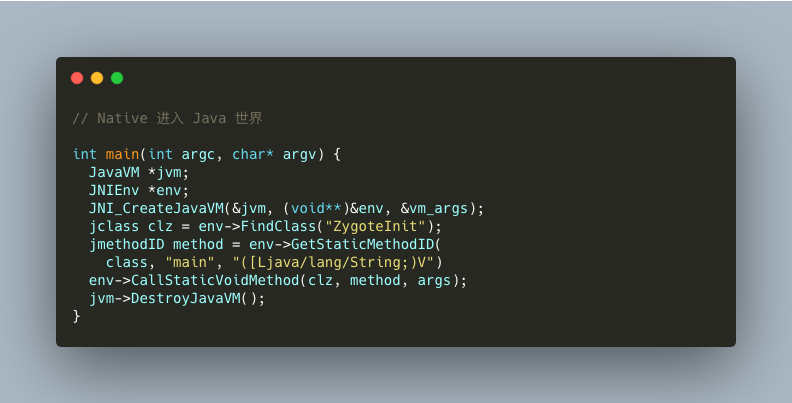 // Native 进入 Java 世界
int main(int argc, char* argv) {
JavaVM *jvm;
JNIEnv *env;
JNI_CreateJavaVM(&jvm, (void**)&env, &vm_args);
jclass clz = env->FindClass("ZygoteInit");
jmethodID method = env->GetStaticMethodID(
class, "main", "([Ljava/lang/String;)V")
env->CallStaticVoidMethod(clz, method, args);
jvm->DestroyJavaVM();
}